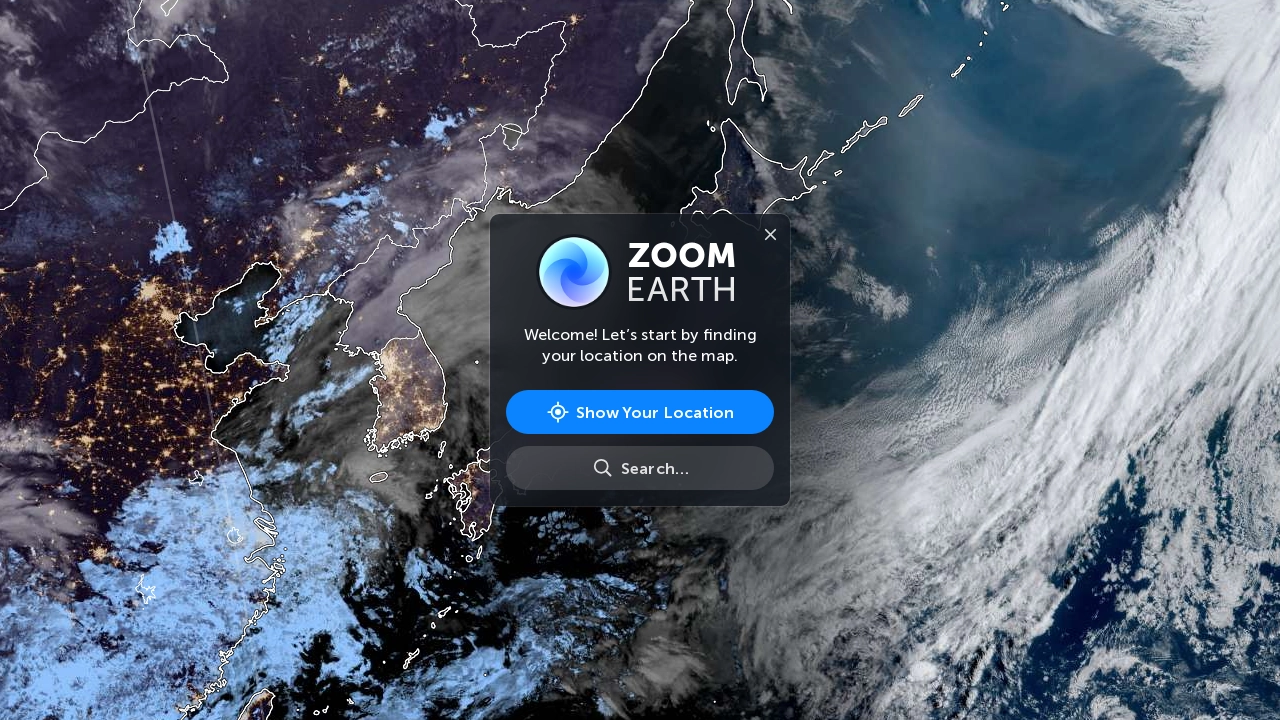 ZOOM
EARTH
Welcome! Let’s start by finding
your location on the map.
Show Your Location
Search…